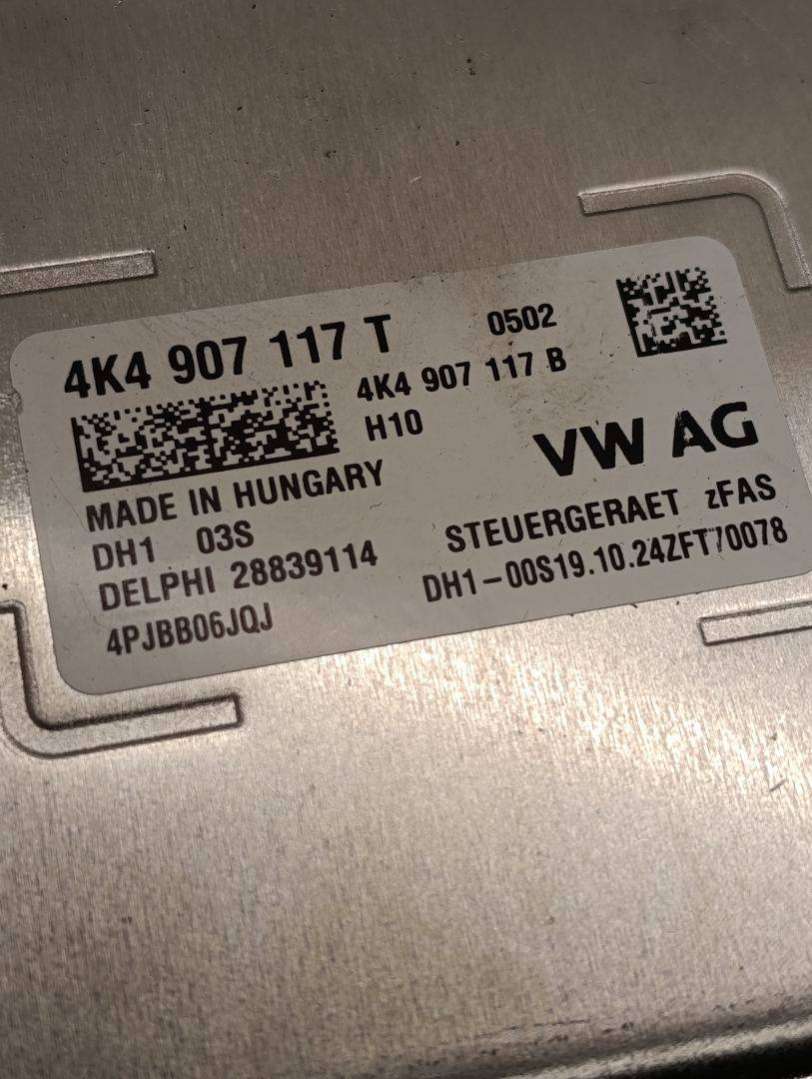 4K4 907 117 T
0502
4K4 907 117 B
H10
VW AG
MADE IN HUNGARY
DH1 03S
STEUERGERAET zFAS
DELPHI 28839114
DH1-00S19.10.24ZFT70078
4PJBB06JQJ